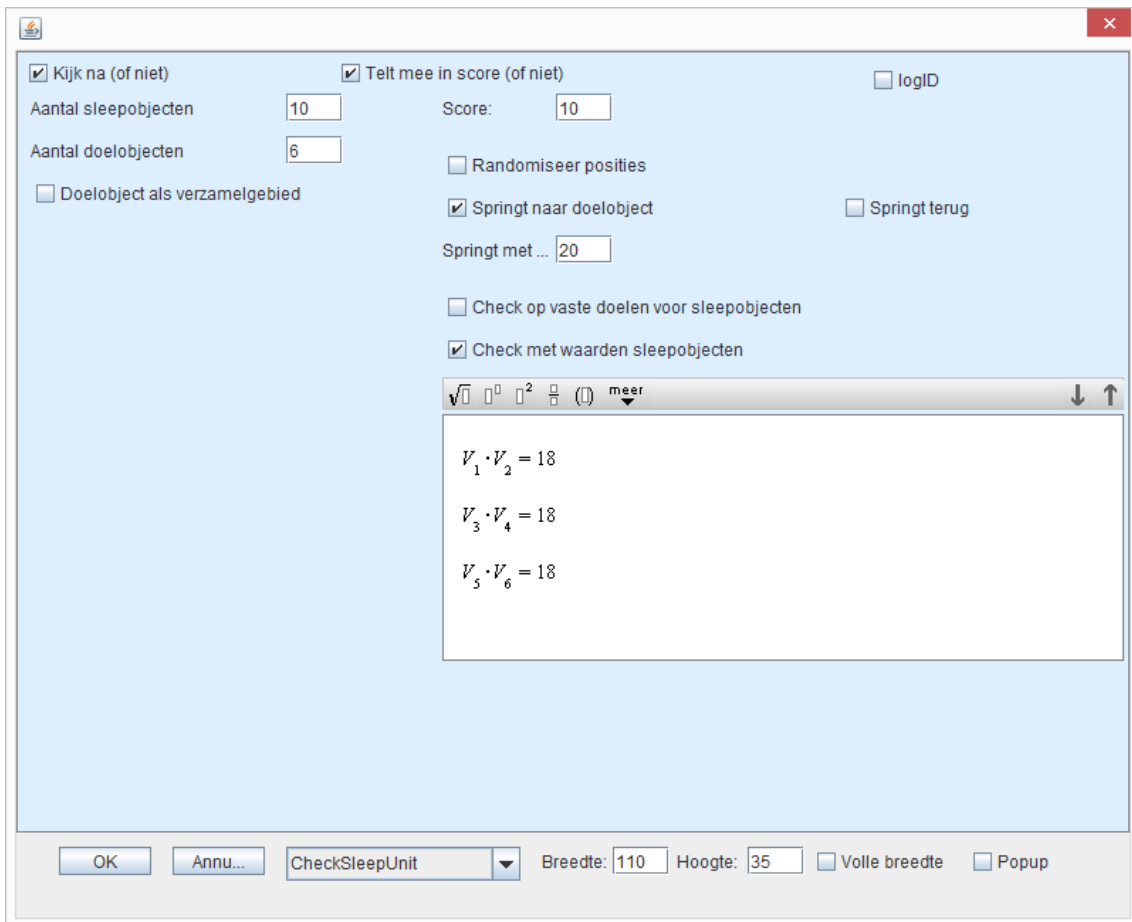 Kijk na (of niet) Telt mee in score (of niet) logID
Aantal sleepobjecten 10 Score: 10
Aantal doelobjecten 6
Randomiseer posities
Doelobject als verzamelgebied
Springt naar doelobject Springt terug
Springt met ... 20
Check op vaste doelen voor sleepobjecten
Check met waarden sleepobjecten
√▯ ▯▯ ▯² ▯/▯ (▯) meer
V₁·V₂ = 18
V₃·V₄ = 18
V₅·V₆ = 18
OK Annu... CheckSleepUnit Breedte: 110 Hoogte: 35 Volle breedte Popup